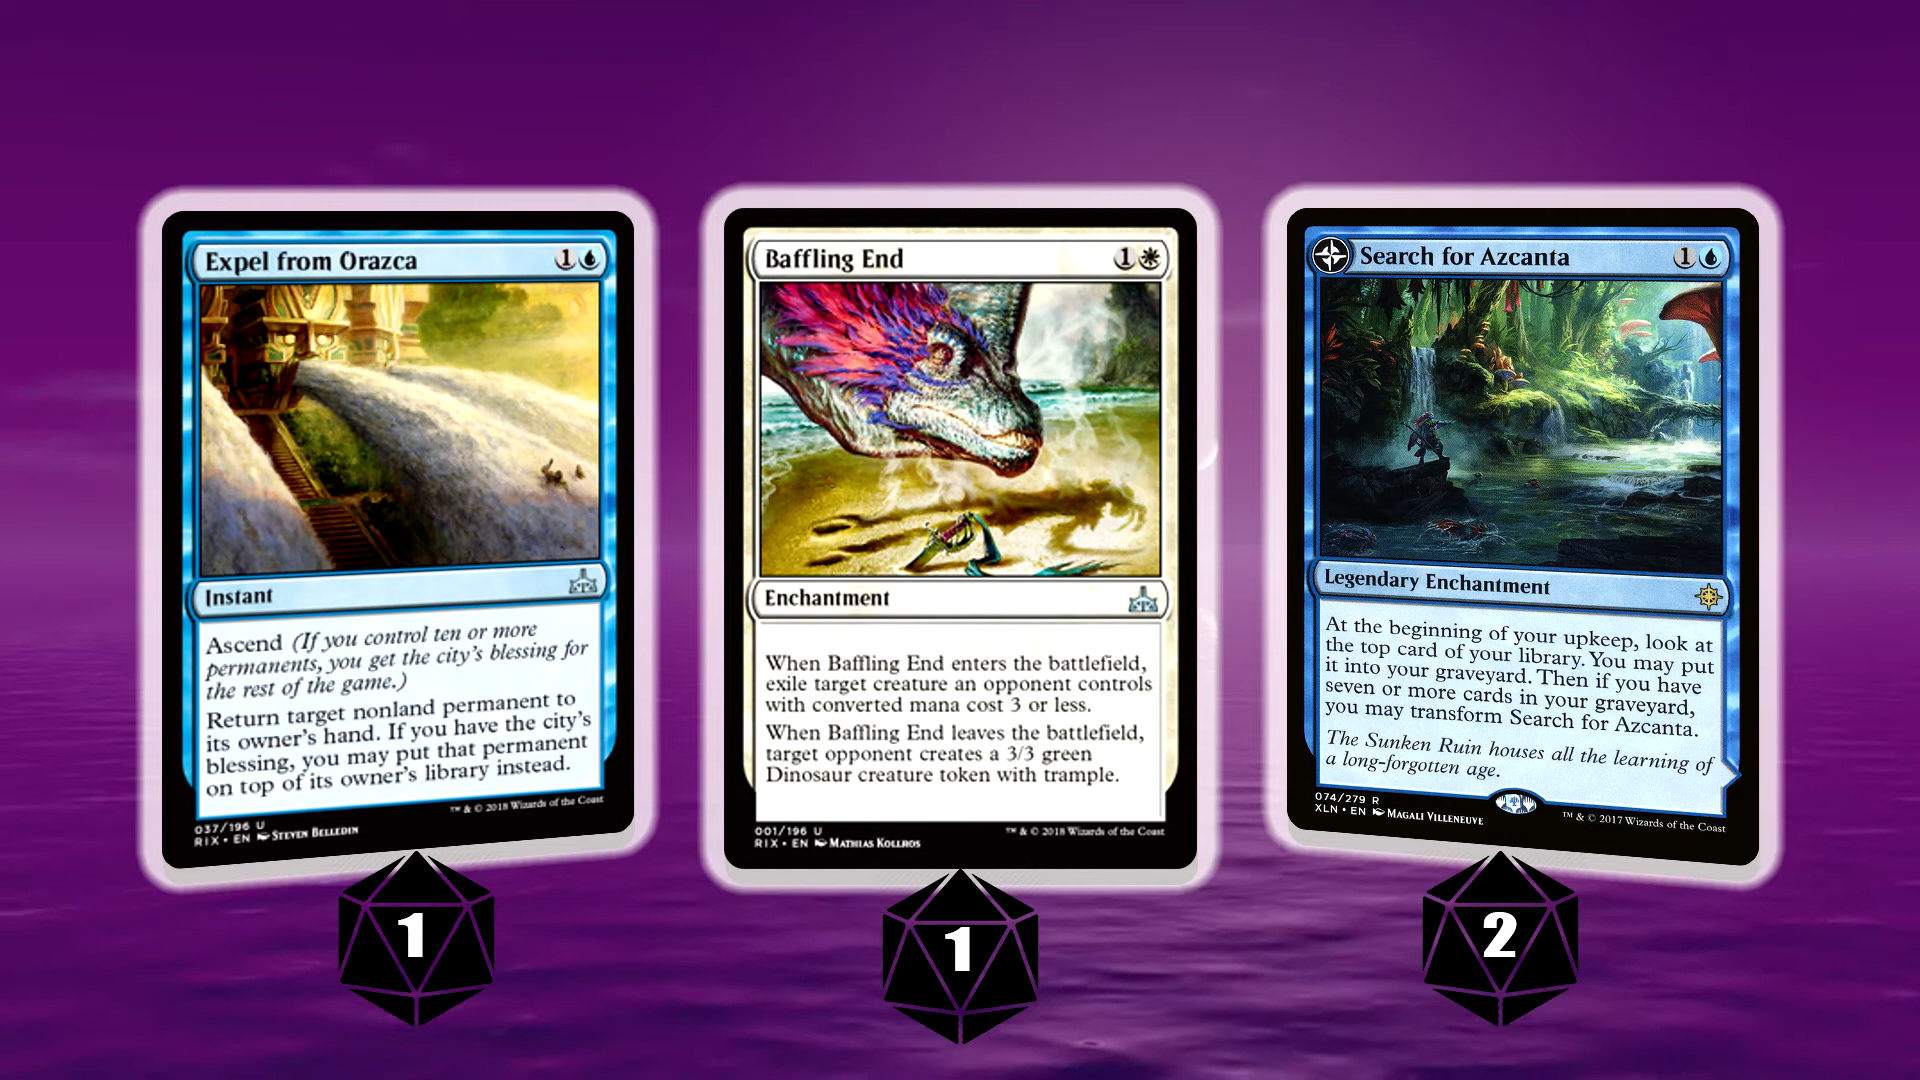 Expel from Orazca 1
Instant
Ascend (If you control ten or more
permanents, you get the city's blessing for
the rest of the game.)
Return target nonland permanent to
its owner's hand. If you have the city's
blessing, you may put that permanent
on top of its owner's library instead.
037/196 U
RIX • EN STEVEN BELLEDIN
™ & © 2018 Wizards of the Coast
1
Baffling End 1
Enchantment
When Baffling End enters the battlefield,
exile target creature an opponent controls
with converted mana cost 3 or less.
When Baffling End leaves the battlefield,
target opponent creates a 3/3 green
Dinosaur creature token with trample.
001/196 U
RIX • EN MATHIAS KOLLROS
™ & © 2018 Wizards of the Coast
1
Search for Azcanta 1
Legendary Enchantment
At the beginning of your upkeep, look at
the top card of your library. You may put
it into your graveyard. Then if you have
seven or more cards in your graveyard,
you may transform Search for Azcanta.
The Sunken Ruin houses all the learning of
a long-forgotten age.
074/279 R
XLN • EN MAGALI VILLENEUVE
™ & © 2017 Wizards of the Coast
2